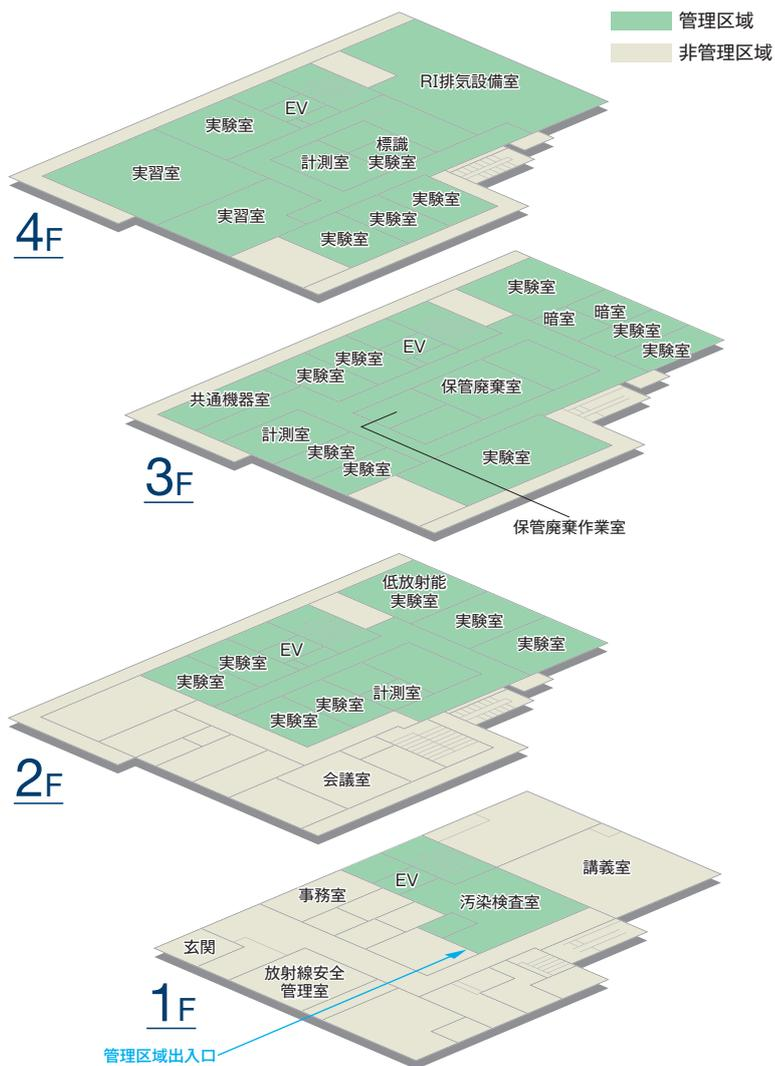 管理区域
非管理区域
RI排気設備室
EV
実験室
標識
実験室
計測室
実習室
実験室
実習室
実験室
実験室
4F
実験室
暗室
暗室
実験室
実験室
EV
実験室
実験室
保管廃棄室
共通機器室
計測室
実験室
実験室
実験室
3F
保管廃棄作業室
低放射能
実験室
実験室
実験室
EV
実験室
実験室
計測室
実験室
実験室
2F
会議室
講義室
EV
事務室
汚染検査室
玄関
放射線安全
管理室
1F
管理区域出入口